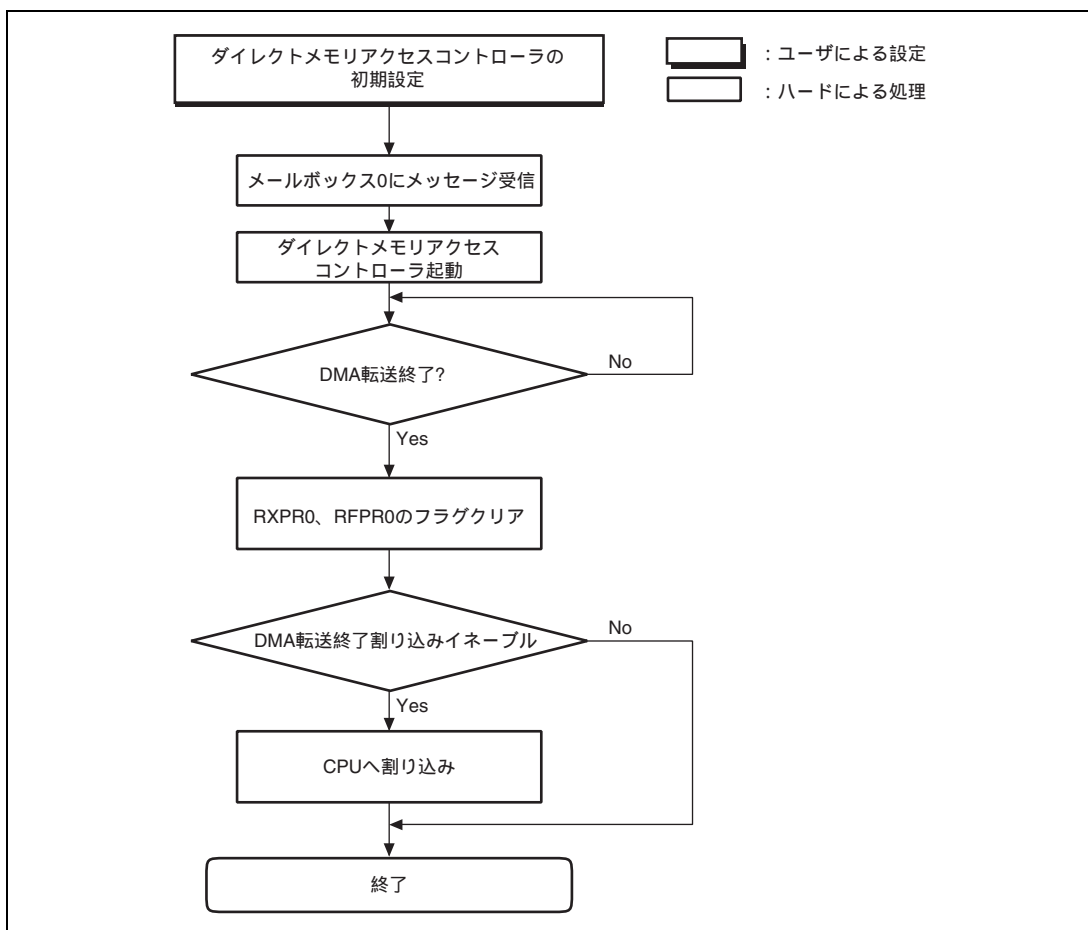 ダイレクトメモリアクセスコントローラの
初期設定
:ユーザによる設定
:ハードによる処理
メールボックス0にメッセージ受信
ダイレクトメモリアクセス
コントローラ起動
DMA転送終了?
No
Yes
RXPR0、RFPR0のフラグクリア
DMA転送終了割り込みイネーブル
No
Yes
CPUへ割り込み
終了